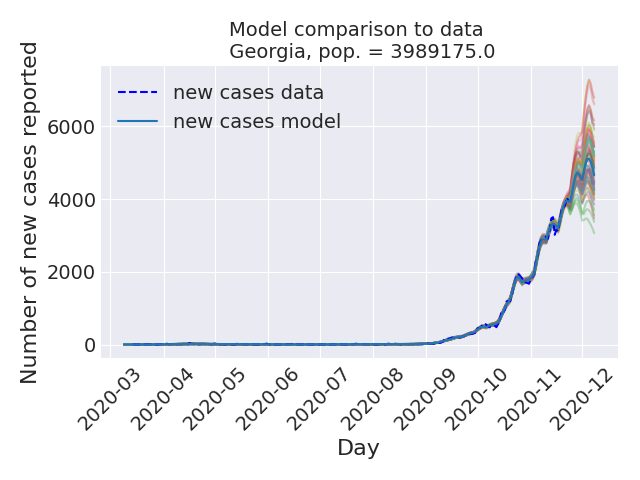 Model comparison to data
Georgia, pop. = 3989175.0
Number of new cases reported
6000
4000
2000
0
new cases data
new cases model
2020-03
2020-04
2020-05
2020-06
2020-07
2020-08
2020-09
2020-10
2020-11
2020-12
Day